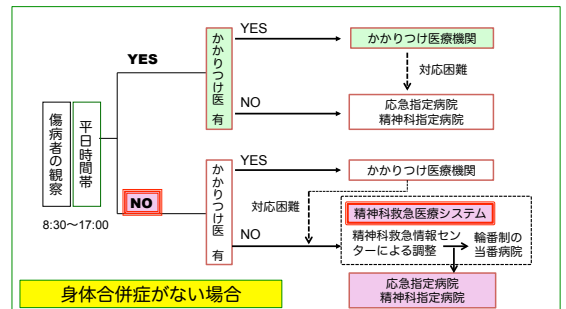 傷病者の観察
平日時間帯
8:30～17:00
YES
かかりつけ医 有
YES
かかりつけ医療機関
対応困難
NO
応急指定病院
精神科指定病院
NO
かかりつけ医 有
YES
かかりつけ医療機関
対応困難
NO
精神科救急医療システム
精神科救急情報セン
ターによる調整
輪番制の
当番病院
応急指定病院
精神科指定病院
身体合併症がない場合